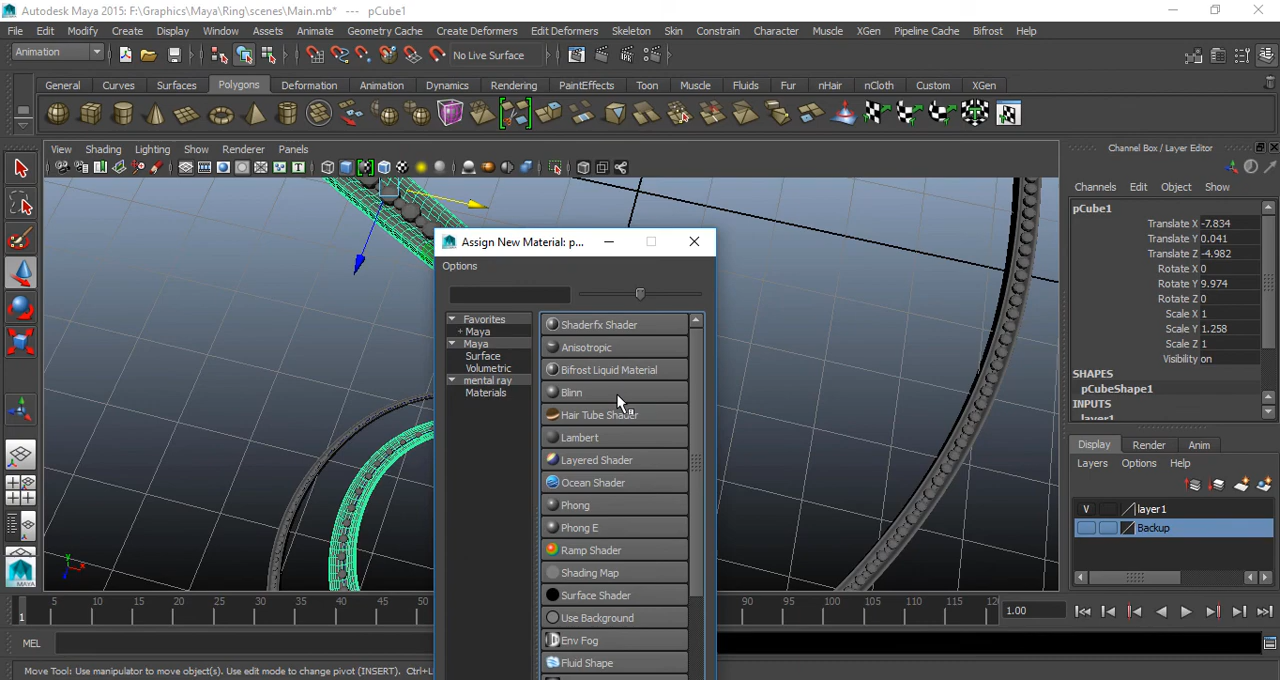 Autodesk Maya 2015: F:\Graphics\Maya\Ring\scenes\Main.mb* --- pCube1
File Edit Modify Create Display Window Assets Animate Geometry Cache Create Deformers Edit Deformers Skeleton Skin Constrain Character Muscle XGen Pipeline Cache Bifrost Help
Animation No Live Surface
General Curves Surfaces Polygons Deformation Animation Dynamics Rendering PaintEffects Toon Muscle Fluids Fur nHair nCloth Custom XGen
View Shading Lighting Show Renderer Panels
Channel Box / Layer Editor
Channels Edit Object Show
pCube1
Translate X -7.834
Translate Y 0.041
Translate Z -4.982
Rotate X 0
Rotate Y 9.974
Rotate Z 0
Scale X 1
Scale Y 1.258
Scale Z 1
Visibility on
SHAPES
pCubeShape1
INPUTS
layer1
Display Render Anim
Layers Options Help
V layer1
Backup
Assign New Material: p...
Options
Favorites
+ Maya
Maya
Surface
Volumetric
mental ray
Materials
Shaderfx Shader
Anisotropic
Bifrost Liquid Material
Blinn
Hair Tube Shader
Lambert
Layered Shader
Ocean Shader
Phong
Phong E
Ramp Shader
Shading Map
Surface Shader
Use Background
Env Fog
Fluid Shape
1 5 10 15 20 25 30 35 40 45 50 90 95 100 105 110 115 1.00
MEL
Move Tool: Use manipulator to move object(s). Use edit mode to change pivot (INSERT). Ctrl+L